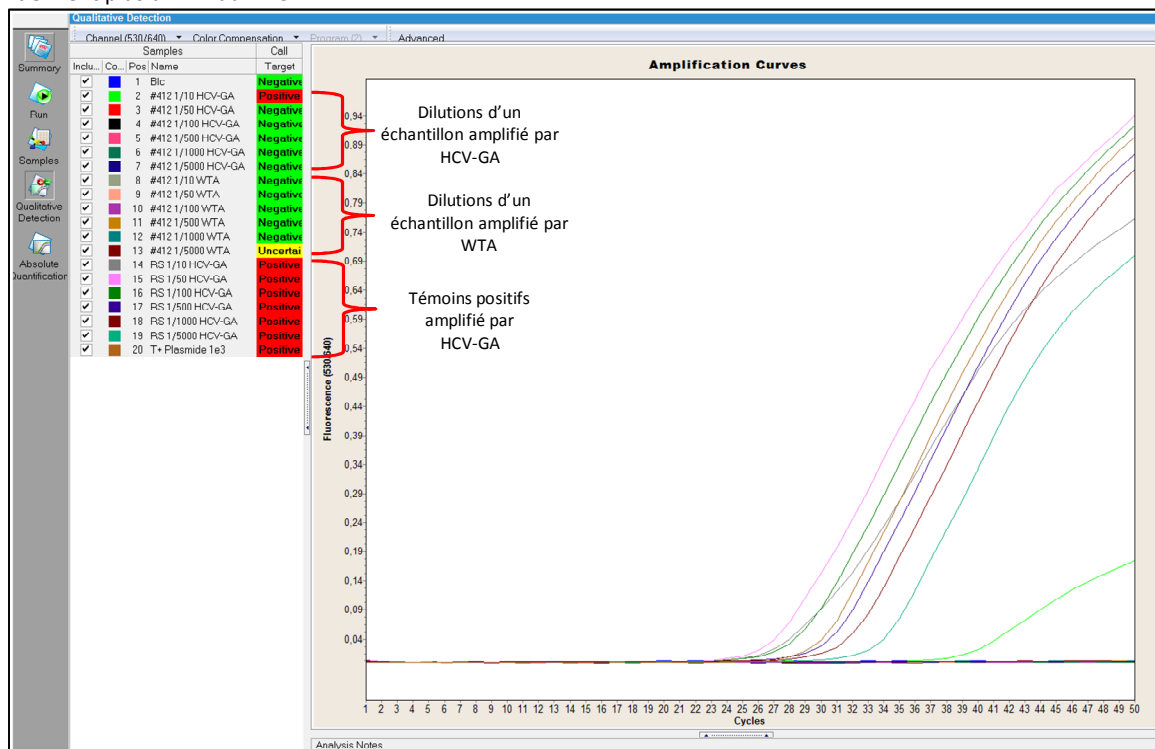 Qualitative Detection
Channel (530/640) Color Compensation Program (2) Advanced
Summary
Run
Samples
Qualitative
Detection
Absolute
Quantification
Samples Call
Inclu... Co... Pos Name Target
1 Blc Negative
2 #412 1/10 HCV-GA Positive
3 #412 1/50 HCV-GA Negative
4 #412 1/100 HCV-GA Negative
5 #412 1/500 HCV-GA Negative
6 #412 1/1000 HCV-GA Negative
7 #412 1/5000 HCV-GA Negative
8 #412 1/10 WTA Negative
9 #412 1/50 WTA Negative
10 #412 1/100 WTA Negative
11 #412 1/500 WTA Negative
12 #412 1/1000 WTA Negative
13 #412 1/5000 WTA Uncertai
14 RS 1/10 HCV-GA Positive
15 RS 1/50 HCV-GA Positive
16 RS 1/100 HCV-GA Positive
17 RS 1/500 HCV-GA Positive
18 RS 1/1000 HCV-GA Positive
19 RS 1/5000 HCV-GA Positive
20 T+ Plasmide 1e3 Positive
Dilutions d’un
échantillon amplifié par
HCV-GA
Dilutions d’un
échantillon amplifié par
WTA
Témoins positifs
amplifié par
HCV-GA
Amplification Curves
Fluorescence (530/640)
0,94
0,89
0,84
0,79
0,74
0,69
0,64
0,59
0,54
0,49
0,44
0,39
0,34
0,29
0,24
0,19
0,14
0,09
0,04
1 2 3 4 5 6 7 8 9 10 11 12 13 14 15 16 17 18 19 20 21 22 23 24 25 26 27 28 29 30 31 32 33 34 35 36 37 38 39 40 41 42 43 44 45 46 47 48 49 50
Cycles
Analysis Notes